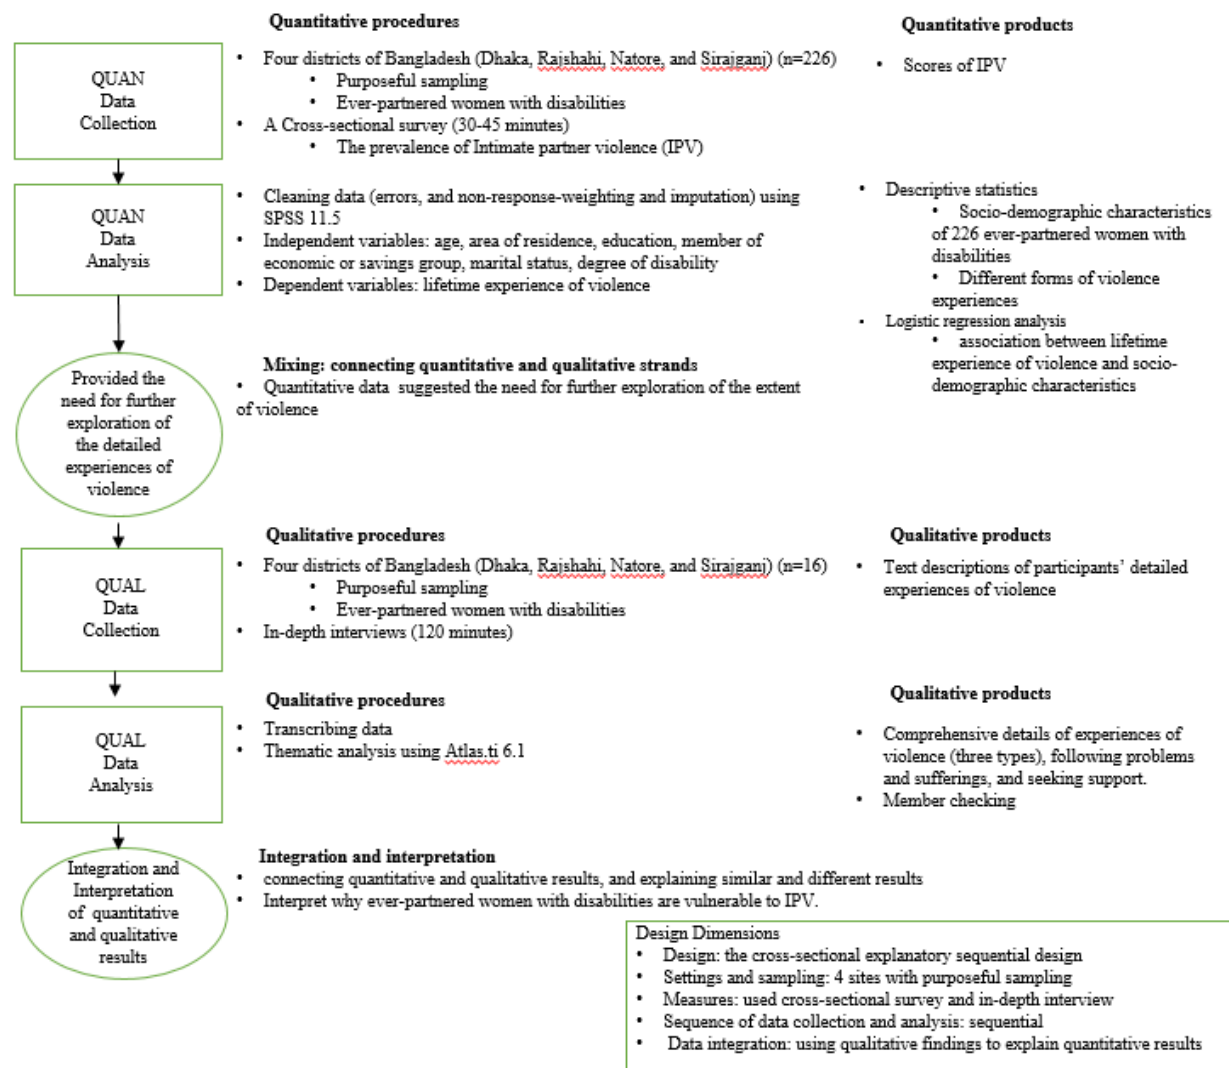 Quantitative procedures
Quantitative products
QUAN
Data
Collection
• Four districts of Bangladesh (Dhaka, Rajshahi, Natore, and Sirajganj) (n=226)
• Purposeful sampling
• Ever-partnered women with disabilities
• A Cross-sectional survey (30-45 minutes)
• The prevalence of Intimate partner violence (IPV)
• Scores of IPV
QUAN
Data
Analysis
• Cleaning data (errors, and non-response-weighting and imputation) using
SPSS 11.5
• Independent variables: age, area of residence, education, member of
economic or savings group, marital status, degree of disability
• Dependent variables: lifetime experience of violence
• Descriptive statistics
• Socio-demographic characteristics
of 226 ever-partnered women with
disabilities
• Different forms of violence
experiences
• Logistic regression analysis
• association between lifetime
experience of violence and socio-
demographic characteristics
Provided the
need for further
exploration of
the detailed
experiences of
violence
Mixing: connecting quantitative and qualitative strands
• Quantitative data suggested the need for further exploration of the extent
of violence
Qualitative procedures
Qualitative products
QUAL
Data
Collection
• Four districts of Bangladesh (Dhaka, Rajshahi, Natore, and Sirajganj) (n=16)
• Purposeful sampling
• Ever-partnered women with disabilities
• In-depth interviews (120 minutes)
• Text descriptions of participants’ detailed
experiences of violence
Qualitative procedures
Qualitative products
QUAL
Data
Analysis
• Transcribing data
• Thematic analysis using Atlas.ti 6.1
• Comprehensive details of experiences of
violence (three types), following problems
and sufferings, and seeking support.
• Member checking
Integration and
Interpretation
of quantitative
and qualitative
results
Integration and interpretation
• connecting quantitative and qualitative results, and explaining similar and different results
• Interpret why ever-partnered women with disabilities are vulnerable to IPV.
Design Dimensions
• Design: the cross-sectional explanatory sequential design
• Settings and sampling: 4 sites with purposeful sampling
• Measures: used cross-sectional survey and in-depth interview
• Sequence of data collection and analysis: sequential
• Data integration: using qualitative findings to explain quantitative results